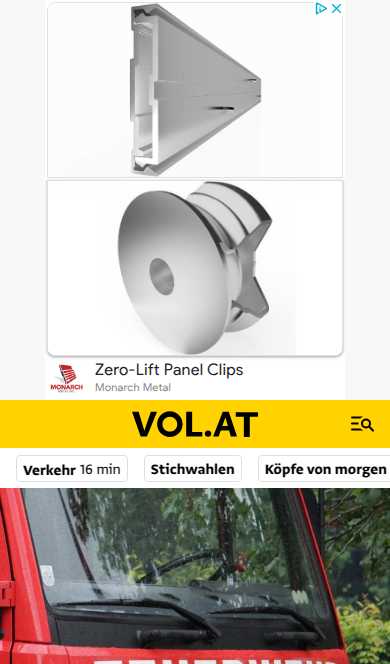 Zero-Lift Panel Clips
MONARCH
Monarch Metal
VOL.AT
Verkehr 16 min
Stichwahlen
Köpfe von morgen